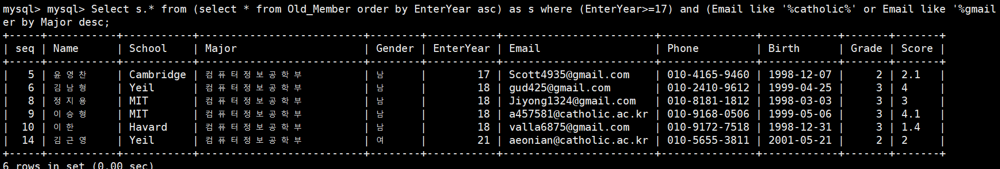 mysql> mysql> Select s.* from (select * from Old_Member order by EnterYear asc) as s where (EnterYear>=17) and (Email like '%catholic%' or Email like '%gmail
er by Major desc;
+-----+-----------+-----------+--------------------------+--------+-----------+------------------------+---------------+------------+-------+-------+
| seq | Name | School | Major | Gender | EnterYear | Email | Phone | Birth | Grade | Score |
+-----+-----------+-----------+--------------------------+--------+-----------+------------------------+---------------+------------+-------+-------+
| 5 | 윤영찬 | Cambridge | 컴퓨터정보공학부 | 남 | 17 | Scott4935@gmail.com | 010-4165-9460 | 1998-12-07 | 2 | 2.1 |
| 6 | 김남형 | Yeil | 컴퓨터정보공학부 | 남 | 18 | gud425@gmail.com | 010-2410-9612 | 1999-04-25 | 3 | 4 |
| 8 | 정지용 | MIT | 컴퓨터정보공학부 | 남 | 18 | Jiyong1324@gmail.com | 010-8181-1812 | 1998-03-03 | 3 | 3 |
| 9 | 이승형 | MIT | 컴퓨터정보공학부 | 남 | 18 | a457581@catholic.ac.kr | 010-9168-0506 | 1999-05-06 | 3 | 4.1 |
| 10 | 이한 | Havard | 컴퓨터정보공학부 | 남 | 18 | valla6875@gmail.com | 010-9172-7518 | 1998-12-31 | 3 | 1.4 |
| 14 | 김근영 | Yeil | 컴퓨터정보공학부 | 여 | 21 | aeonian@catholic.ac.kr | 010-5655-3811 | 2001-05-21 | 2 | 2 |
+-----+-----------+-----------+--------------------------+--------+-----------+------------------------+---------------+------------+-------+-------+
6 rows in set (0.00 sec)